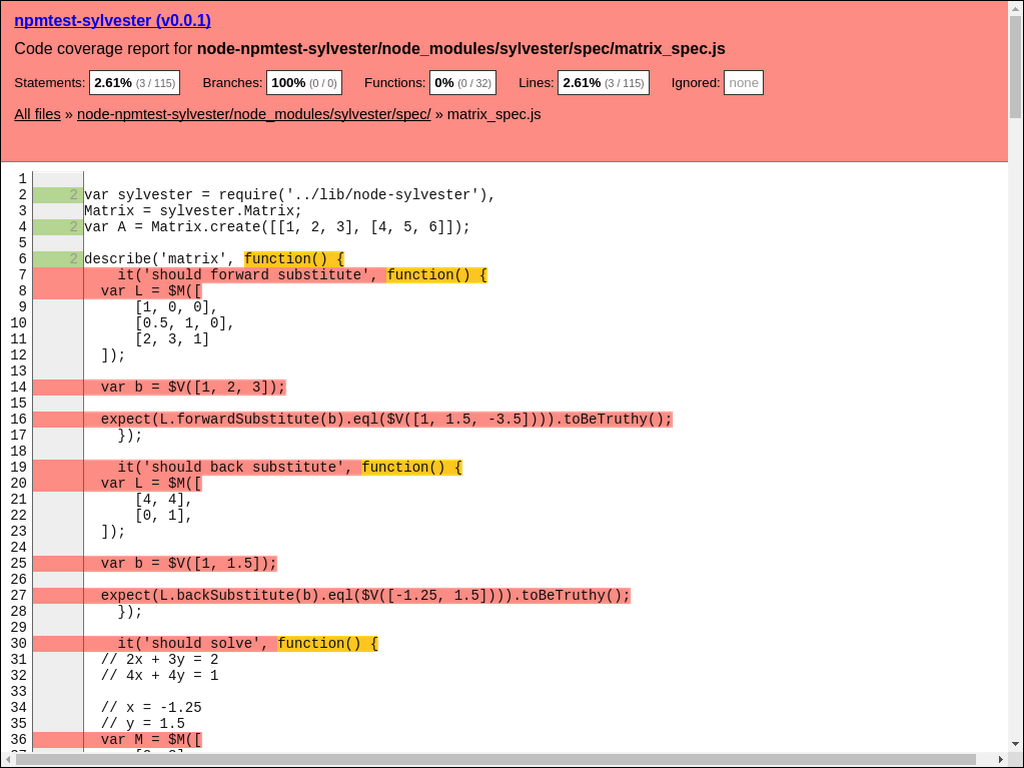 npmtest-sylvester (v0.0.1)
Code coverage report for node-npmtest-sylvester/node_modules/sylvester/spec/matrix_spec.js
Statements: 2.61% (3 / 115) Branches: 100% (0 / 0) Functions: 0% (0 / 32) Lines: 2.61% (3 / 115) Ignored: none
All files » node-npmtest-sylvester/node_modules/sylvester/spec/ » matrix_spec.js
1
2 2 var sylvester = require('../lib/node-sylvester'),
3 Matrix = sylvester.Matrix;
4 2 var A = Matrix.create([[1, 2, 3], [4, 5, 6]]);
5
6 2 describe('matrix', function() {
7 it('should forward substitute', function() {
8 var L = $M([
9 [1, 0, 0],
10 [0.5, 1, 0],
11 [2, 3, 1]
12 ]);
13
14 var b = $V([1, 2, 3]);
15
16 expect(L.forwardSubstitute(b).eql($V([1, 1.5, -3.5]))).toBeTruthy();
17 });
18
19 it('should back substitute', function() {
20 var L = $M([
21 [4, 4],
22 [0, 1],
23 ]);
24
25 var b = $V([1, 1.5]);
26
27 expect(L.backSubstitute(b).eql($V([-1.25, 1.5]))).toBeTruthy();
28 });
29
30 it('should solve', function() {
31 // 2x + 3y = 2
32 // 4x + 4y = 1
33
34 // x = -1.25
35 // y = 1.5
36 var M = $M([